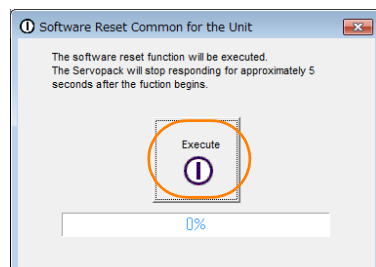 Software Reset Common for the Unit
The software reset function will be executed.
The Servopack will stop responding for approximately 5
seconds after the fuction begins.
Execute
0%